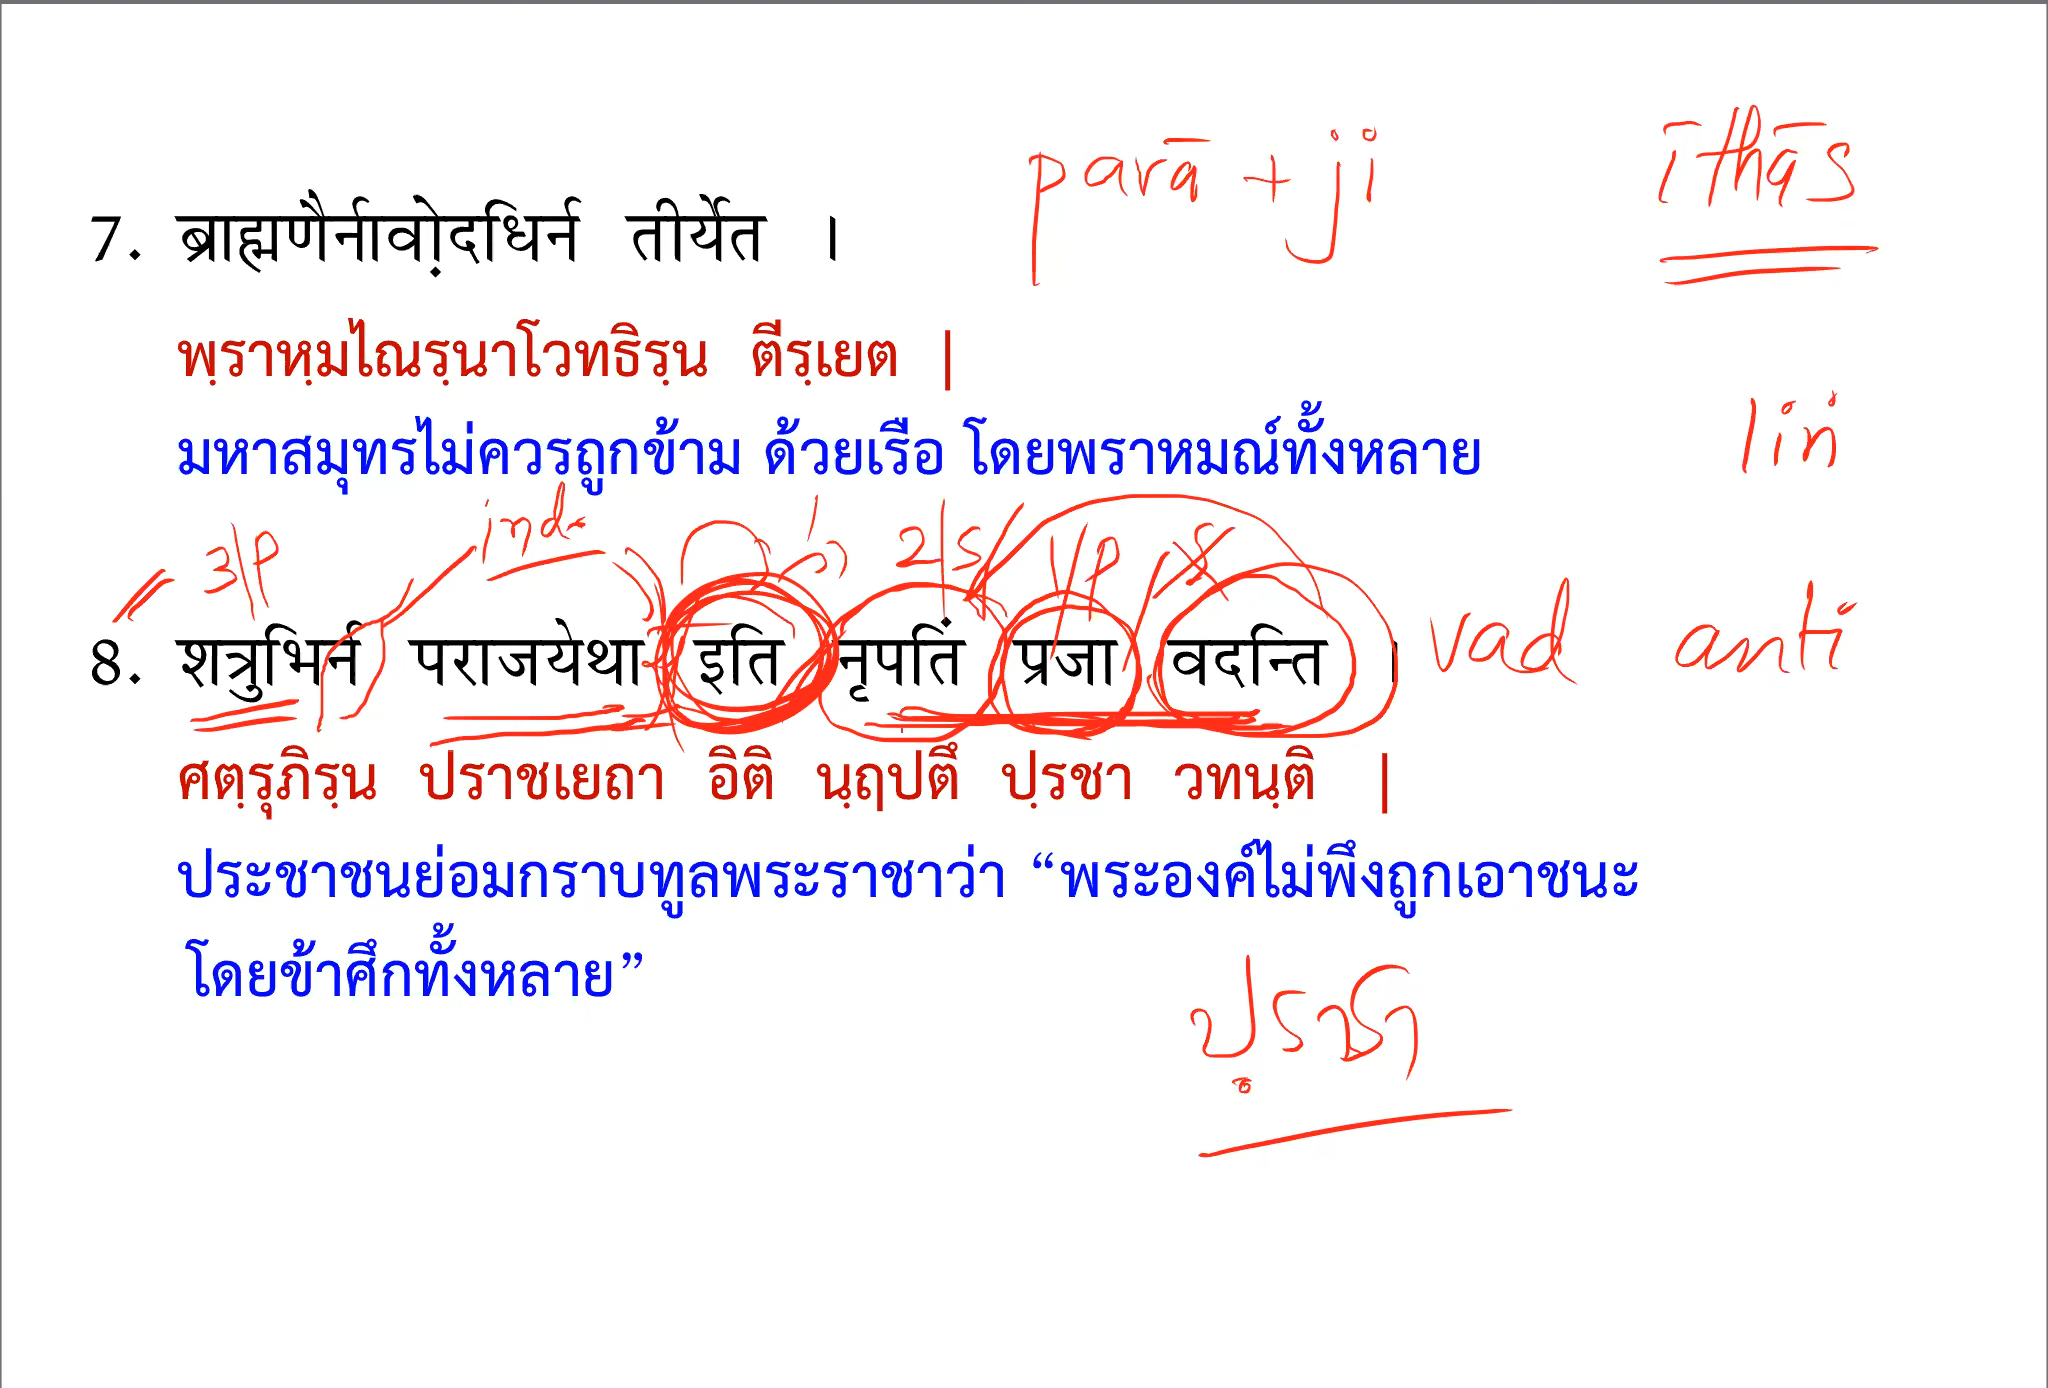 parā + ji īthās
7. ब्राह्मणैर्नावोदधिर्न तीर्येत ।
พฺราหฺมไณรฺนาโวทธิรฺน ตีรฺเยต |
มหาสมุทรไม่ควรถูกข้าม ด้วยเรือ โดยพราหมณ์ทั้งหลาย
liṅ
3/p ind. 2/s 1/p /s
8. शत्रुभिर्न पराजयेथा इति नृपतिं प्रजा वदन्ति । vad anti
ศตฺรุภิรฺน ปราชเยถา อิติ นฺฤปตึ ปฺรชา วทนฺติ |
ประชาชนย่อมกราบทูลพระราชาว่า “พระองค์ไม่พึงถูกเอาชนะ
โดยข้าศึกทั้งหลาย”
ปฺรชา